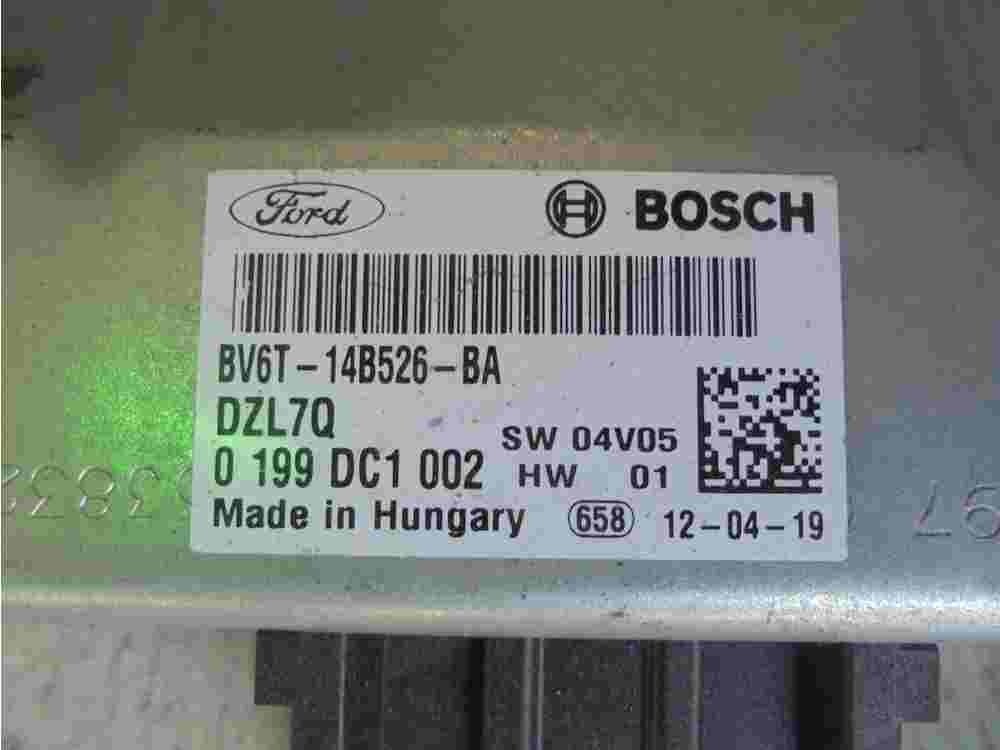 Ford BOSCH
BV6T-14B526-BA
DZL7Q
SW 04V05
0 199 DC1 002 HW 01
Made in Hungary 658 12-04-19
97